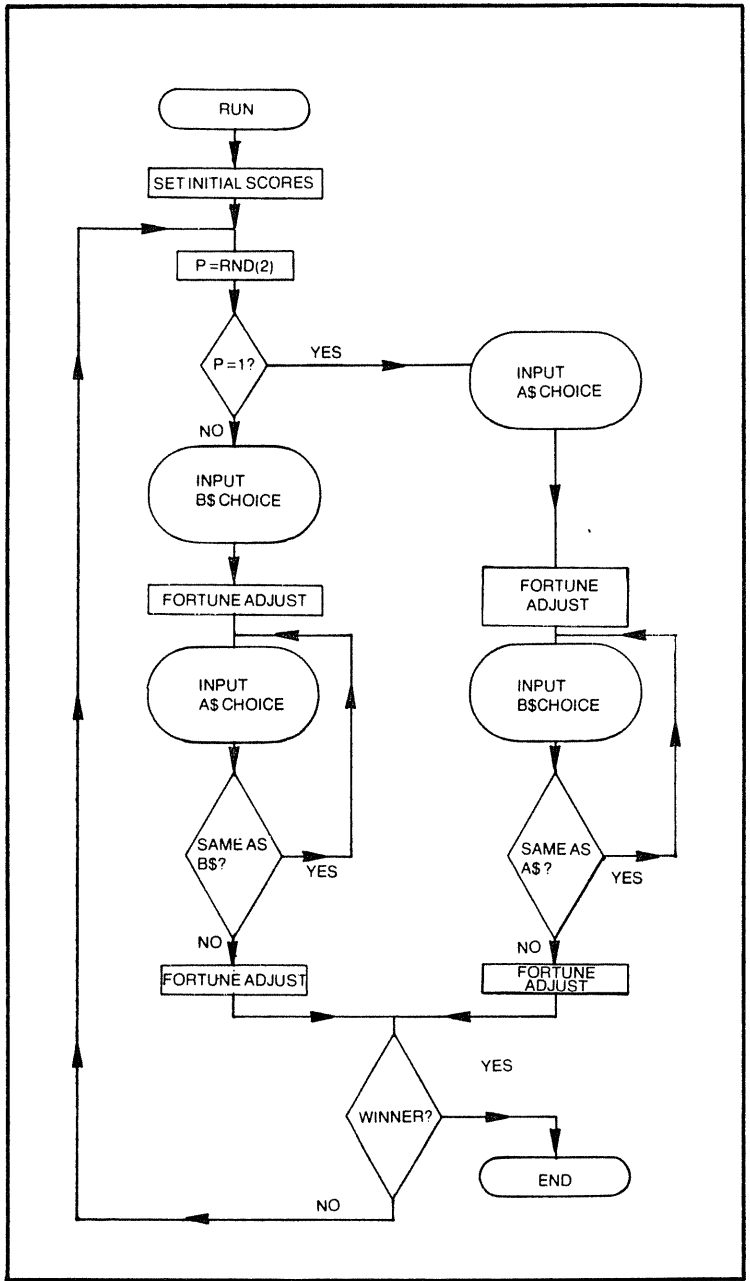 RUN
SET INITIAL SCORES
P=RND(2)
P=1?
YES
NO
INPUT
A$ CHOICE
INPUT
B$ CHOICE
FORTUNE ADJUST
FORTUNE
ADJUST
INPUT
A$ CHOICE
INPUT
B$CHOICE
SAME AS
B$?
YES
SAME AS
A$?
YES
NO
NO
FORTUNE ADJUST
FORTUNE
ADJUST
YES
WINNER?
END
NO